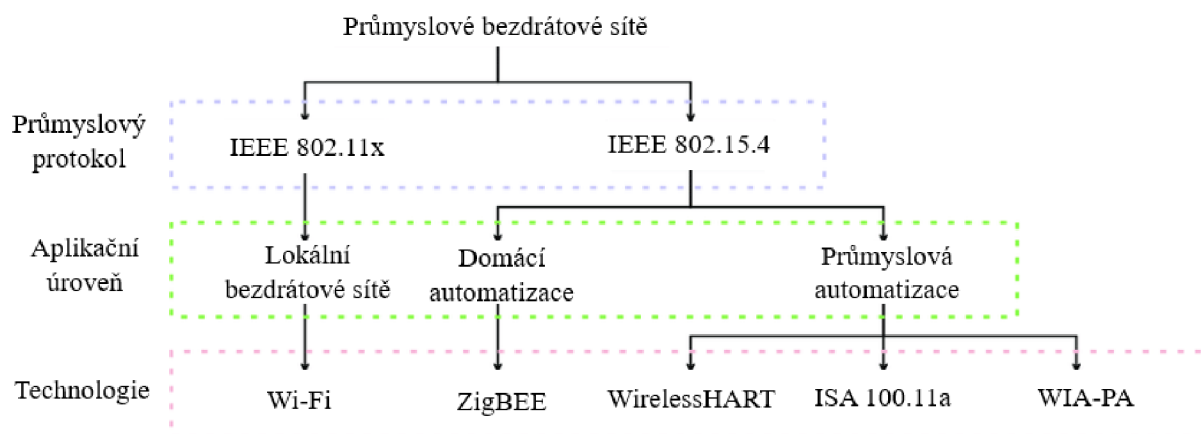 Průmyslové bezdrátové sítě
Průmyslový
protokol
IEEE 802.11x
IEEE 802.15.4
Aplikační
úroveň
Lokální
bezdrátové sítě
Domácí
automatizace
Průmyslová
automatizace
Technologie
Wi-Fi
ZigBEE
WirelessHART
ISA 100.11a
WIA-PA